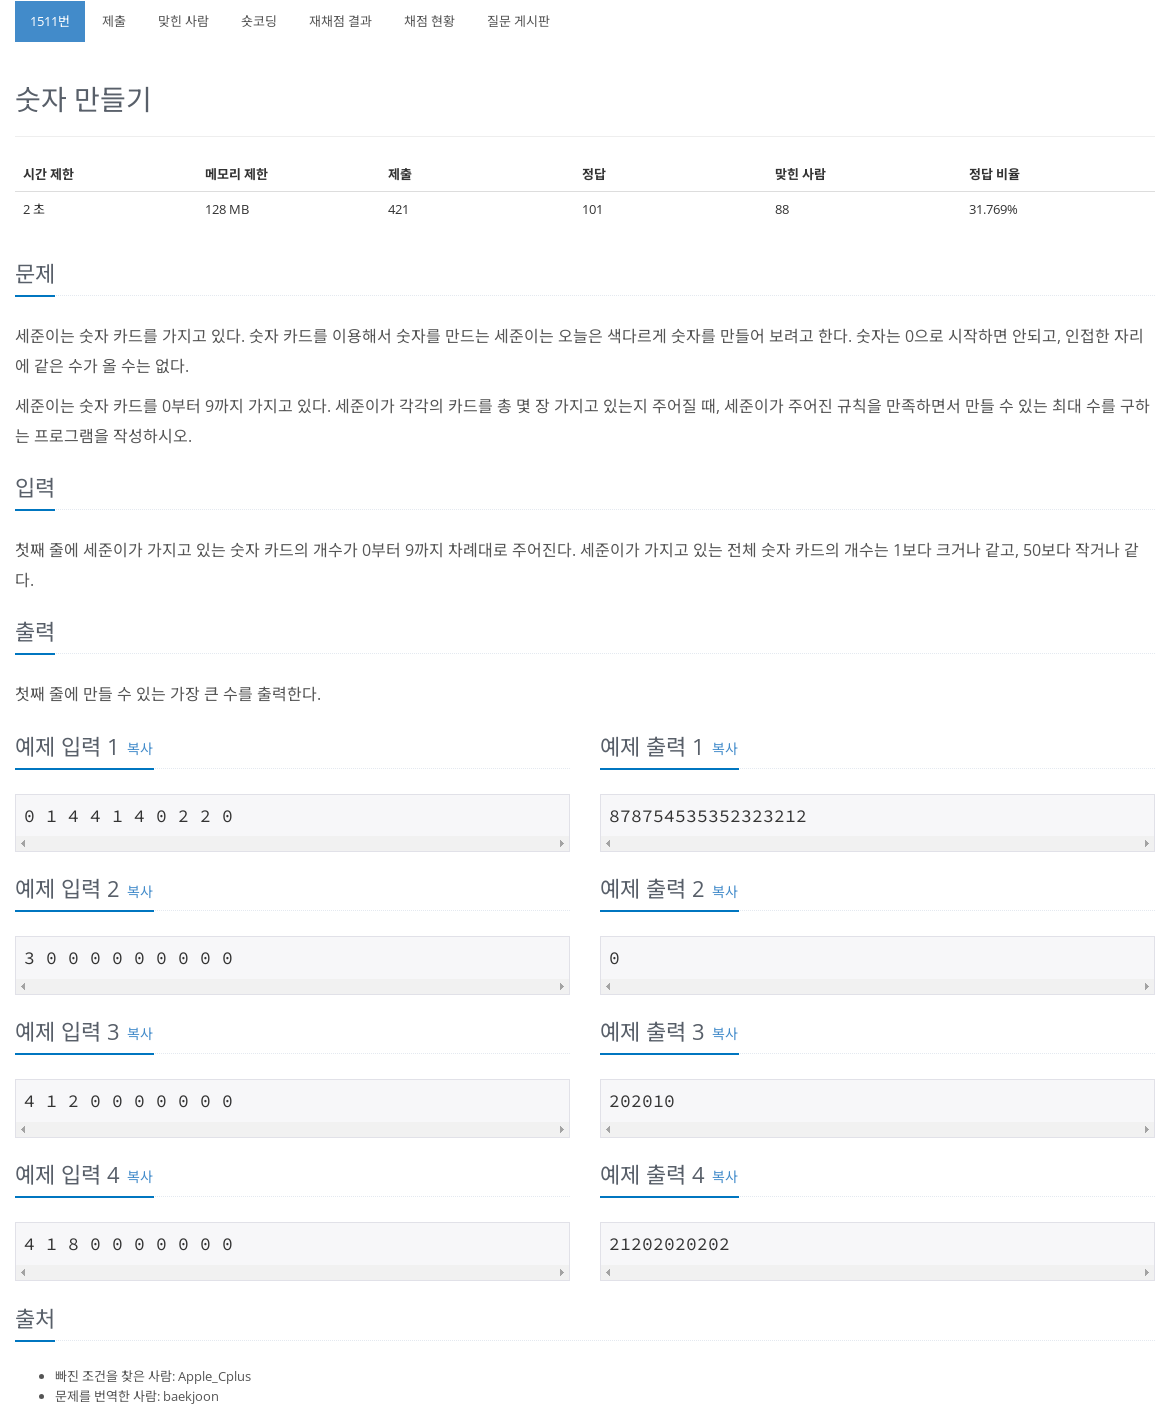 1511번 제출 맞힌 사람 숏코딩 재채점 결과 채점 현황 질문 게시판
숫자 만들기
시간 제한 메모리 제한 제출 정답 맞힌 사람 정답 비율
2 초 128 MB 421 101 88 31.769%
문제
세준이는 숫자 카드를 가지고 있다. 숫자 카드를 이용해서 숫자를 만드는 세준이는 오늘은 색다르게 숫자를 만들어 보려고 한다. 숫자는 0으로 시작하면 안되고, 인접한 자리
에 같은 수가 올 수는 없다.
세준이는 숫자 카드를 0부터 9까지 가지고 있다. 세준이가 각각의 카드를 총 몇 장 가지고 있는지 주어질 때, 세준이가 주어진 규칙을 만족하면서 만들 수 있는 최대 수를 구하
는 프로그램을 작성하시오.
입력
첫째 줄에 세준이가 가지고 있는 숫자 카드의 개수가 0부터 9까지 차례대로 주어진다. 세준이가 가지고 있는 전체 숫자 카드의 개수는 1보다 크거나 같고, 50보다 작거나 같
다.
출력
첫째 줄에 만들 수 있는 가장 큰 수를 출력한다.
예제 입력 1 복사
0 1 4 4 1 4 0 2 2 0
예제 출력 1 복사
878754535352323212
예제 입력 2 복사
3 0 0 0 0 0 0 0 0 0
예제 출력 2 복사
0
예제 입력 3 복사
4 1 2 0 0 0 0 0 0 0
예제 출력 3 복사
202010
예제 입력 4 복사
4 1 8 0 0 0 0 0 0 0
예제 출력 4 복사
21202020202
출처
빠진 조건을 찾은 사람: Apple_Cplus
문제를 번역한 사람: baekjoon